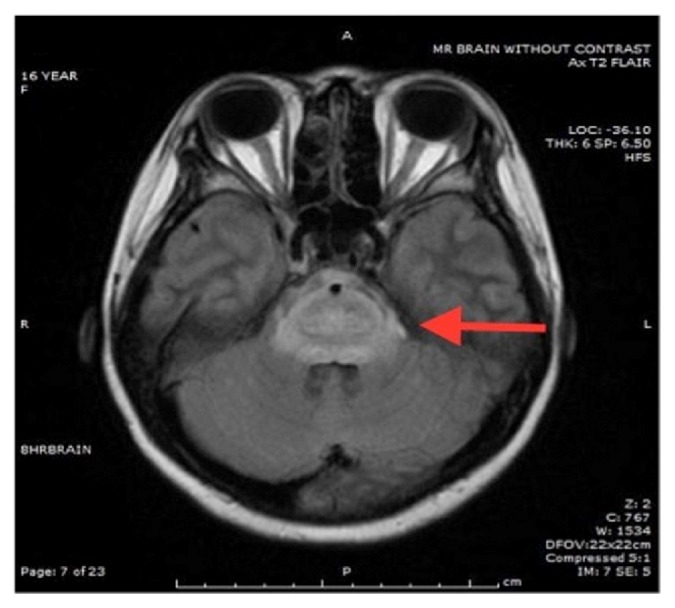 A
MR BRAIN WITHOUT CONTRAST
Ax T2 FLAIR
16 YEAR
F
LOC: -36.10
THK: 6 SP: 6.50
HFS
R
L
8HRBRAIN
Z: 2
C: 767
W: 1534
DFOV:22x22cm
Compressed 5:1
IM: 7 SE: 5
Page: 7 of 23
P
cm